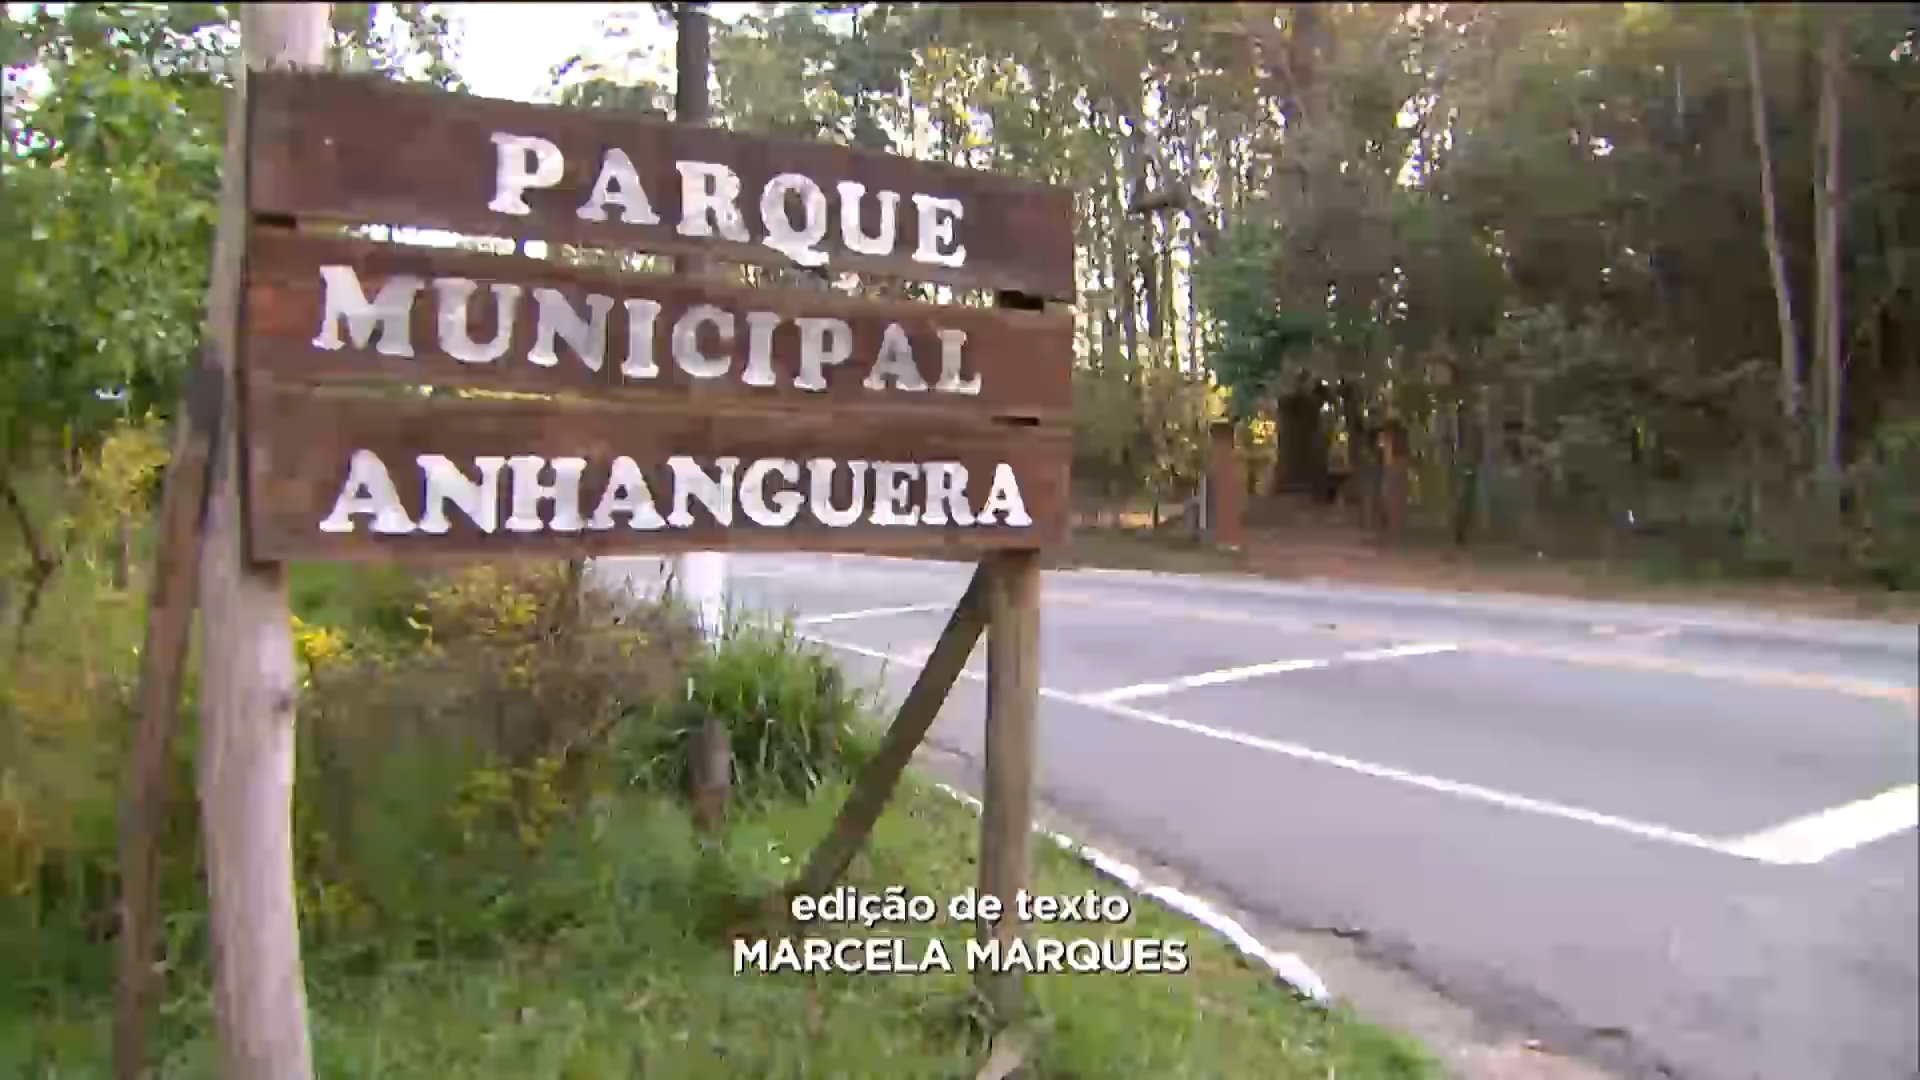 PARQUE
MUNICIPAL
ANHANGUERA
edição de texto
MARCELA MARQUES